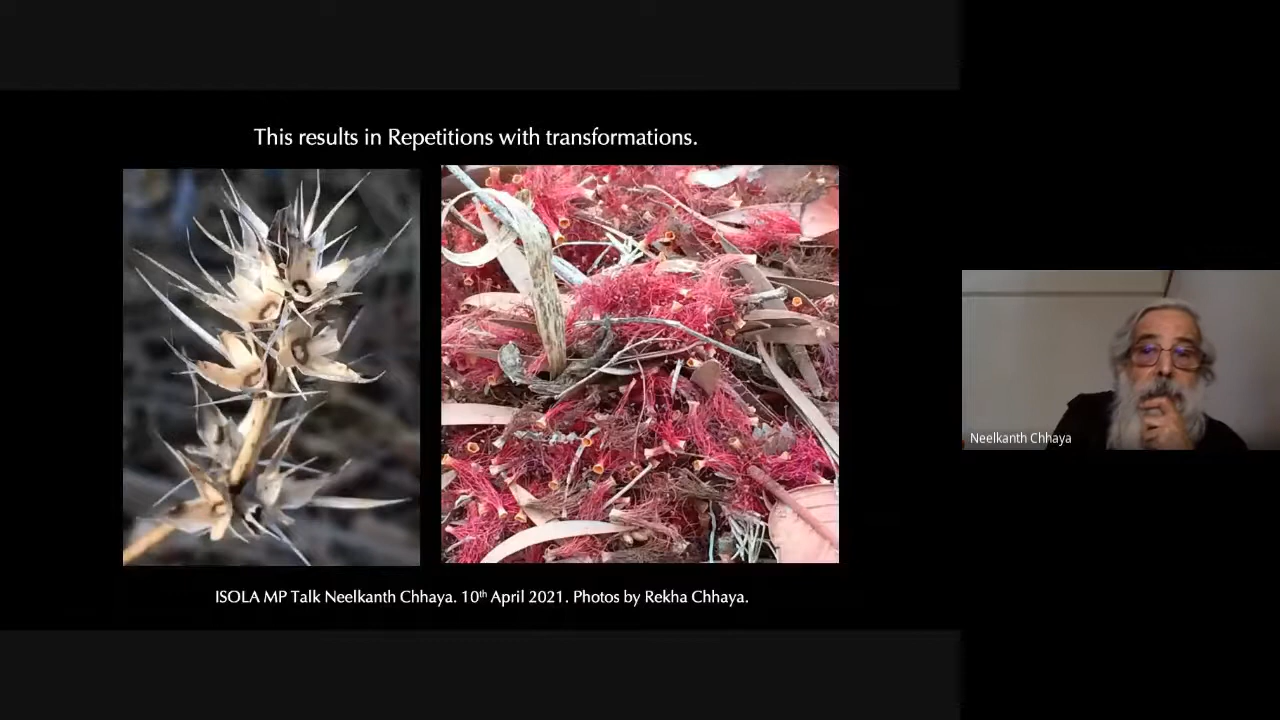 This results in Repetitions with transformations.
Neelkanth Chhaya
ISOLA MP Talk Neelkanth Chhaya. 10th April 2021. Photos by Rekha Chhaya.